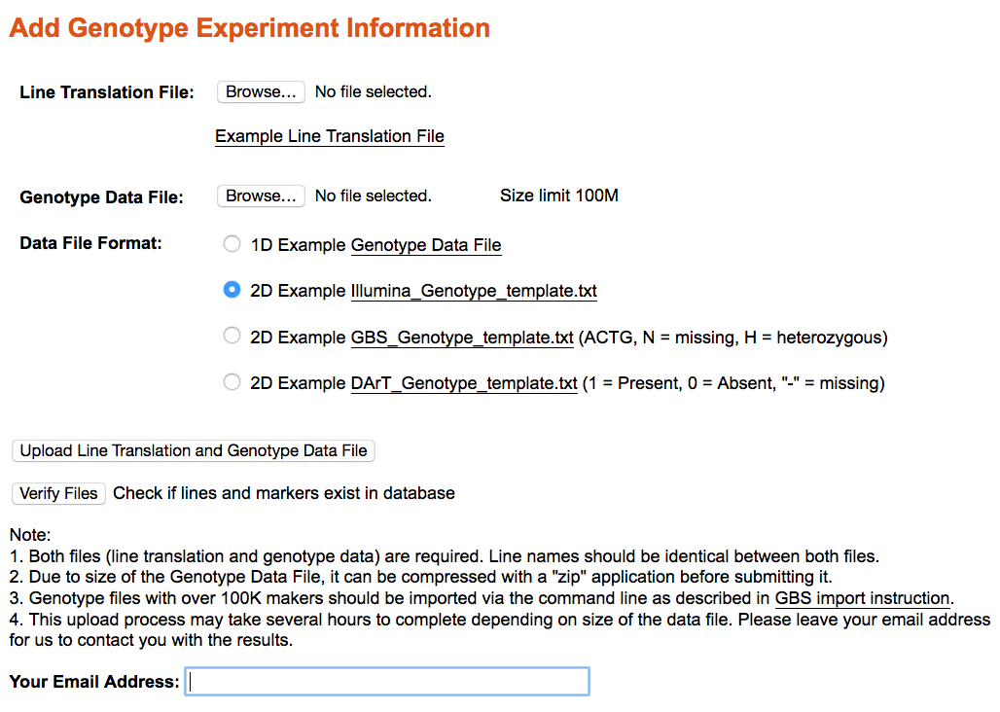 Add Genotype Experiment Information
Line Translation File: Browse... No file selected.
Example Line Translation File
Genotype Data File: Browse... No file selected. Size limit 100M
Data File Format: 1D Example Genotype Data File
2D Example Illumina_Genotype_template.txt
2D Example GBS_Genotype_template.txt (ACTG, N = missing, H = heterozygous)
2D Example DArT_Genotype_template.txt (1 = Present, 0 = Absent, "-" = missing)
Upload Line Translation and Genotype Data File
Verify Files Check if lines and markers exist in database
Note:
1. Both files (line translation and genotype data) are required. Line names should be identical between both files.
2. Due to size of the Genotype Data File, it can be compressed with a "zip" application before submitting it.
3. Genotype files with over 100K makers should be imported via the command line as described in GBS import instruction.
4. This upload process may take several hours to complete depending on size of the data file. Please leave your email address
for us to contact you with the results.
Your Email Address: